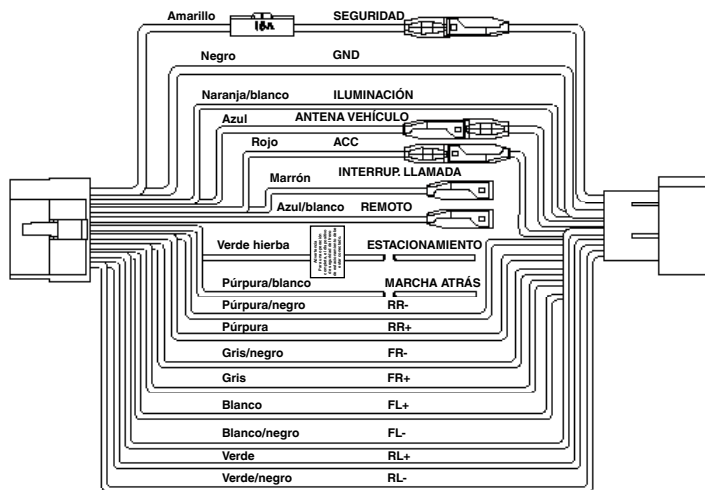 Amarillo SEGURIDAD
Negro GND
Naranja/blanco ILUMINACIÓN
Azul ANTENA VEHÍCULO
Rojo ACC
Marrón INTERRUP. LLAMADA
Azul/blanco REMOTO
Verde hierba ESTACIONAMIENTO
Púrpura/blanco MARCHA ATRÁS
Púrpura/negro RR-
Púrpura RR+
Gris/negro FR-
Gris FR+
Blanco FL+
Blanco/negro FL-
Verde RL+
Verde/negro RL-